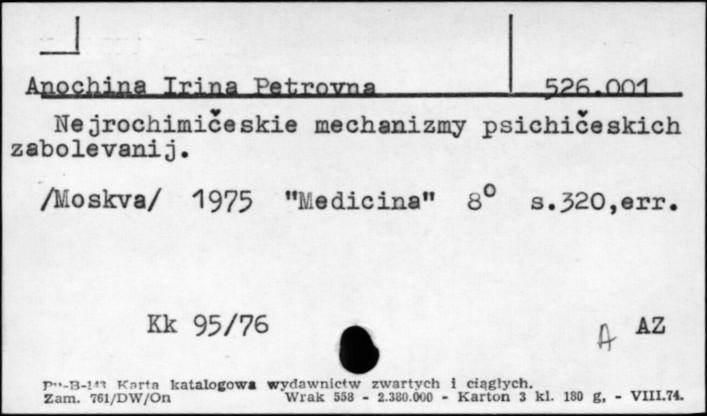 Anochina Irina Petrovna 526.001
Nejrochimičeskie mechanizmy psichičeskich
zabolevanij.
/Moskva/ 1975 "Medicina" 8° s.320,err.
Kk 95/76 A AZ
Pu-B-143 Karta katalogowa wydawnictw zwartych i ciągłych.
Zam. 761/DW/On Wrak 558 - 2.380.000 - Karton 3 kl. 180 g, - VIII.74.